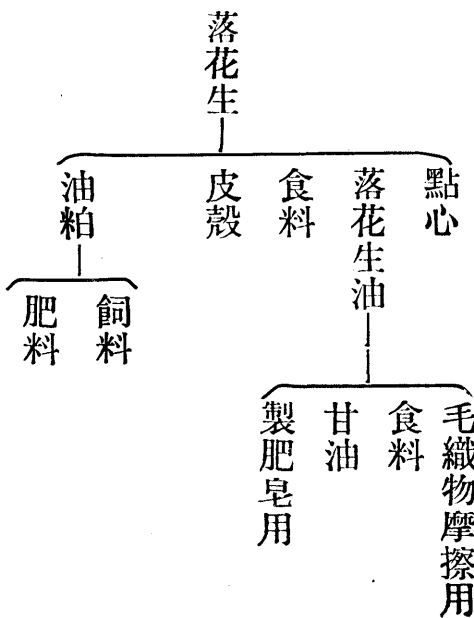 落花生
點心
落花生油
食料
皮殼
油粕
毛織物摩擦用
食料
甘油
製肥皂用
飼料
肥料